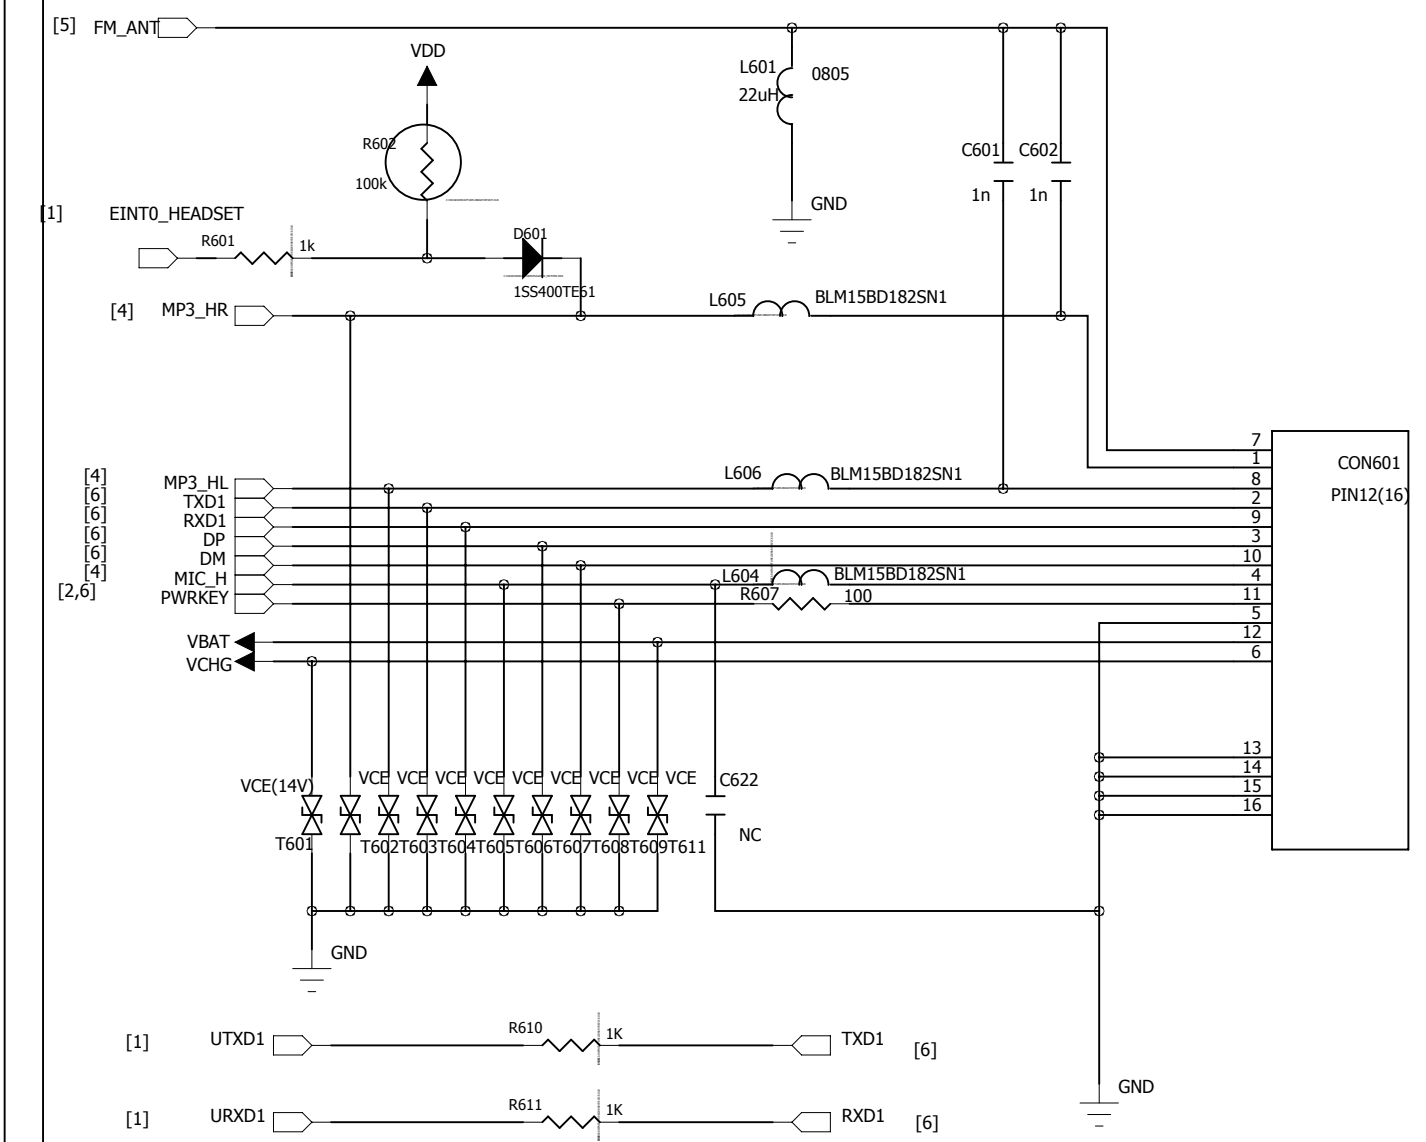 [5] FM_ANT
VDD
L601 0805
22uH
R602
100k
C601 C602
1n 1n
GND
[1] EINT0_HEADSET
R601 1k
D601
1SS400TE61
[4] MP3_HR
L605 BLM15BD182SN1
7
1
CON601
[4] MP3_HL
L606 BLM15BD182SN1
8
PIN12(16)
[6] TXD1
2
[6] RXD1
9
[6] DP
3
[6] DM
10
[4] MIC_H
L604 BLM15BD182SN1
4
[2,6] PWRKEY
R607 100
11
5
VBAT
12
VCHG
6
13
14
15
16
VCE(14V) VCE VCE VCE VCE VCE VCE VCE VCE VCE
C622
NC
T601 T602 T603 T604 T605 T606 T607 T608 T609 T611
GND
[1] UTXD1 R610 1K TXD1 [6]
GND
[1] URXD1 R611 1K RXD1 [6]